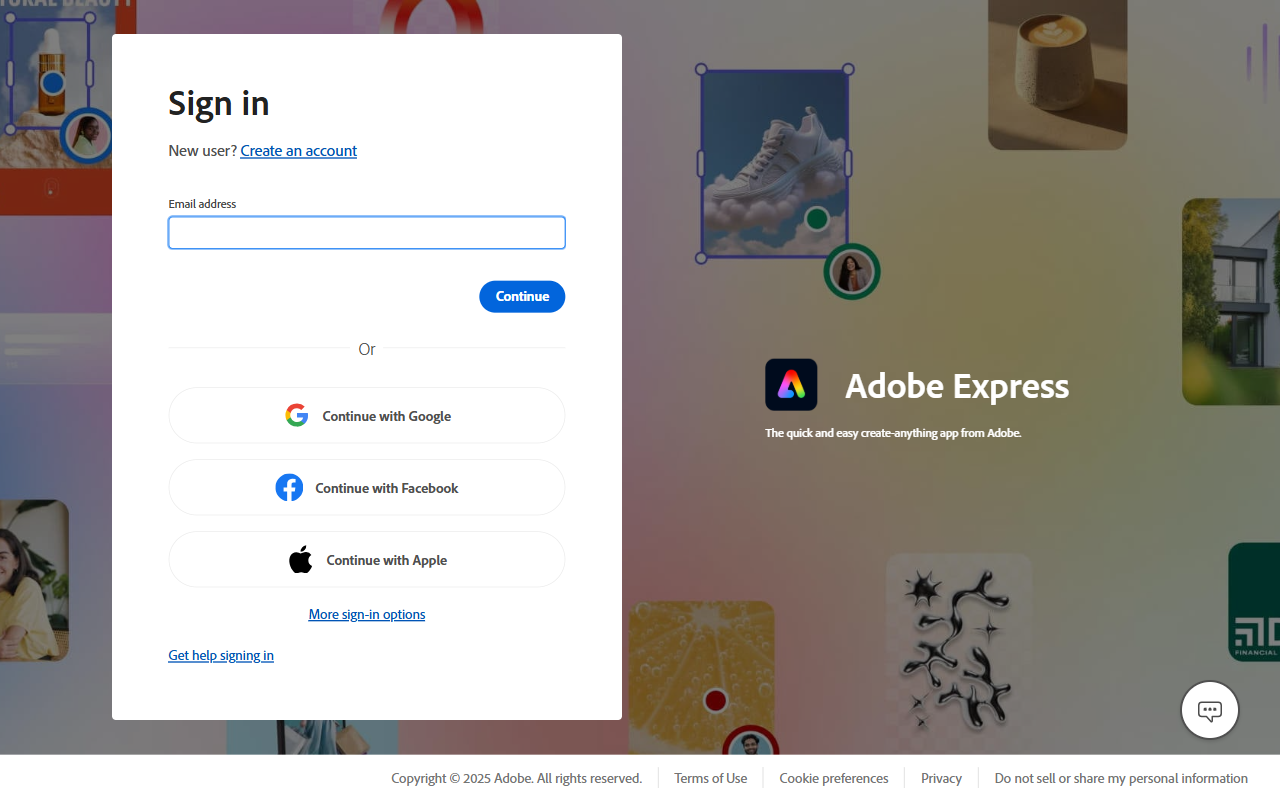 NATURAL BEAUTY
Sign in
New user? Create an account
Email address
Continue
Or
Continue with Google
Continue with Facebook
Continue with Apple
More sign-in options
Get help signing in
Adobe Express
The quick and easy create-anything app from Adobe.
FINANCIAL
Copyright © 2025 Adobe. All rights reserved.
Terms of Use
Cookie preferences
Privacy
Do not sell or share my personal information